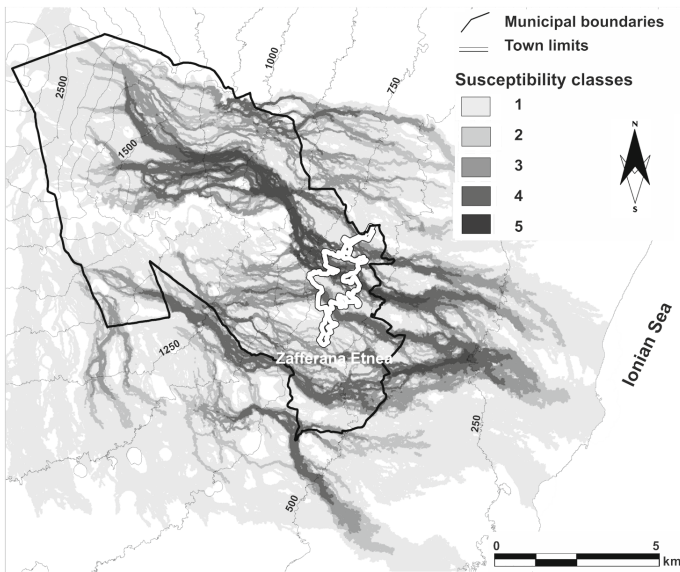 Municipal boundaries
Town limits
Susceptibility classes
1
2
3
4
5
N
S
2500
1000
750
1500
1250
Zafferana Etnea
Ionian Sea
250
500
0 5
km